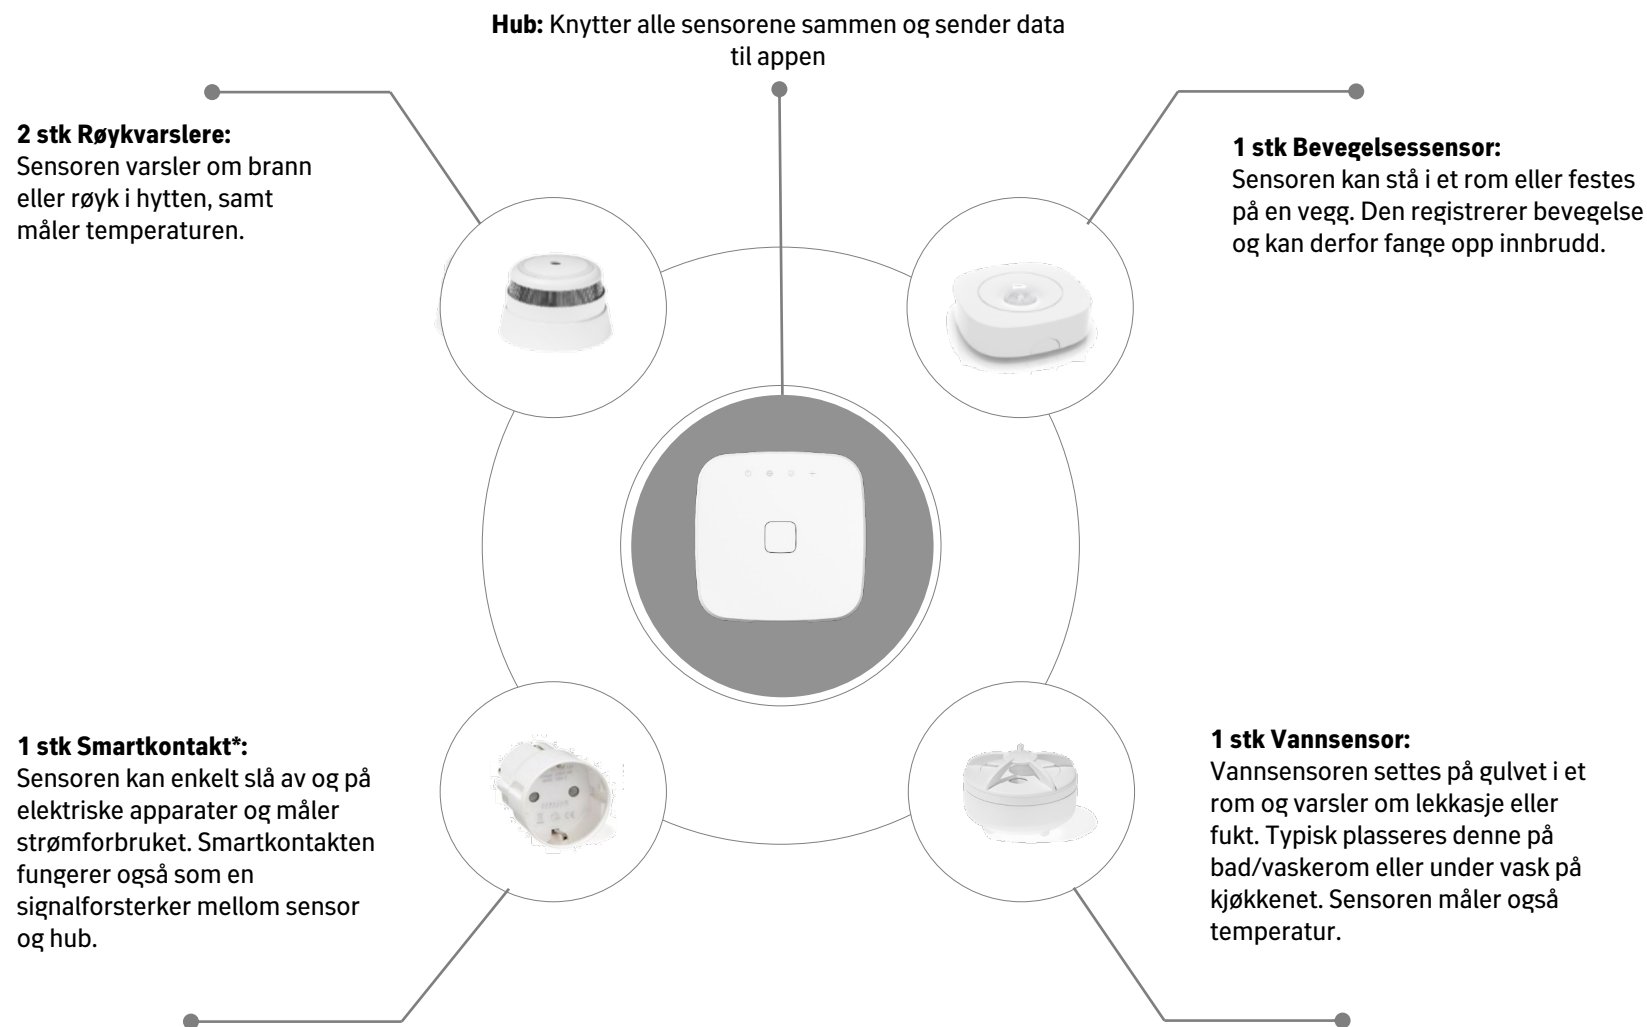 Hub: Knytter alle sensorene sammen og sender data
til appen
2 stk Røykvarslere:
Sensoren varsler om brann
eller røyk i hytten, samt
måler temperaturen.
1 stk Bevegelsessensor:
Sensoren kan stå i et rom eller festes
på en vegg. Den registrerer bevegelse
og kan derfor fange opp innbrudd.
1 stk Smartkontakt*:
Sensoren kan enkelt slå av og på
elektriske apparater og måler
strømforbruket. Smartkontakten
fungerer også som en
signalforsterker mellom sensor
og hub.
1 stk Vannsensor:
Vannsensoren settes på gulvet i et
rom og varsler om lekkasje eller
fukt. Typisk plasseres denne på
bad/vaskerom eller under vask på
kjøkkenet. Sensoren måler også
temperatur.